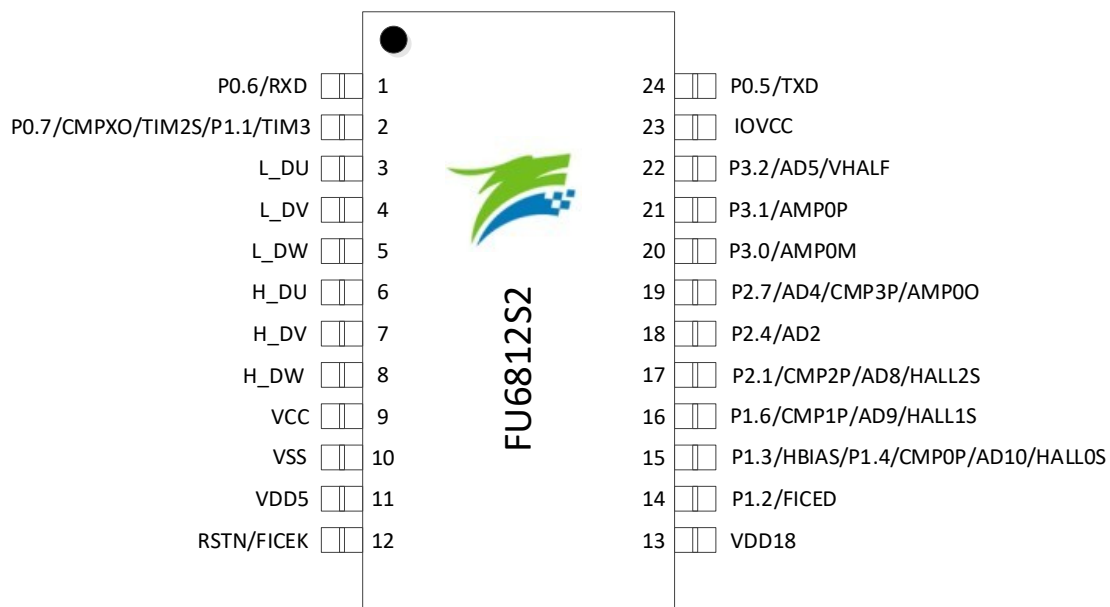 P0.6/RXD 1 24 P0.5/TXD
P0.7/CMPXO/TIM2S/P1.1/TIM3 2 23 IOVCC
L_DU 3 22 P3.2/AD5/VHALF
L_DV 4 21 P3.1/AMP0P
L_DW 5 20 P3.0/AMP0M
H_DU 6 19 P2.7/AD4/CMP3P/AMP0O
H_DV 7 18 P2.4/AD2
H_DW 8 17 P2.1/CMP2P/AD8/HALL2S
VCC 9 16 P1.6/CMP1P/AD9/HALL1S
VSS 10 15 P1.3/HBIAS/P1.4/CMP0P/AD10/HALL0S
VDD5 11 14 P1.2/FICED
RSTN/FICEK 12 13 VDD18
FU6812S2